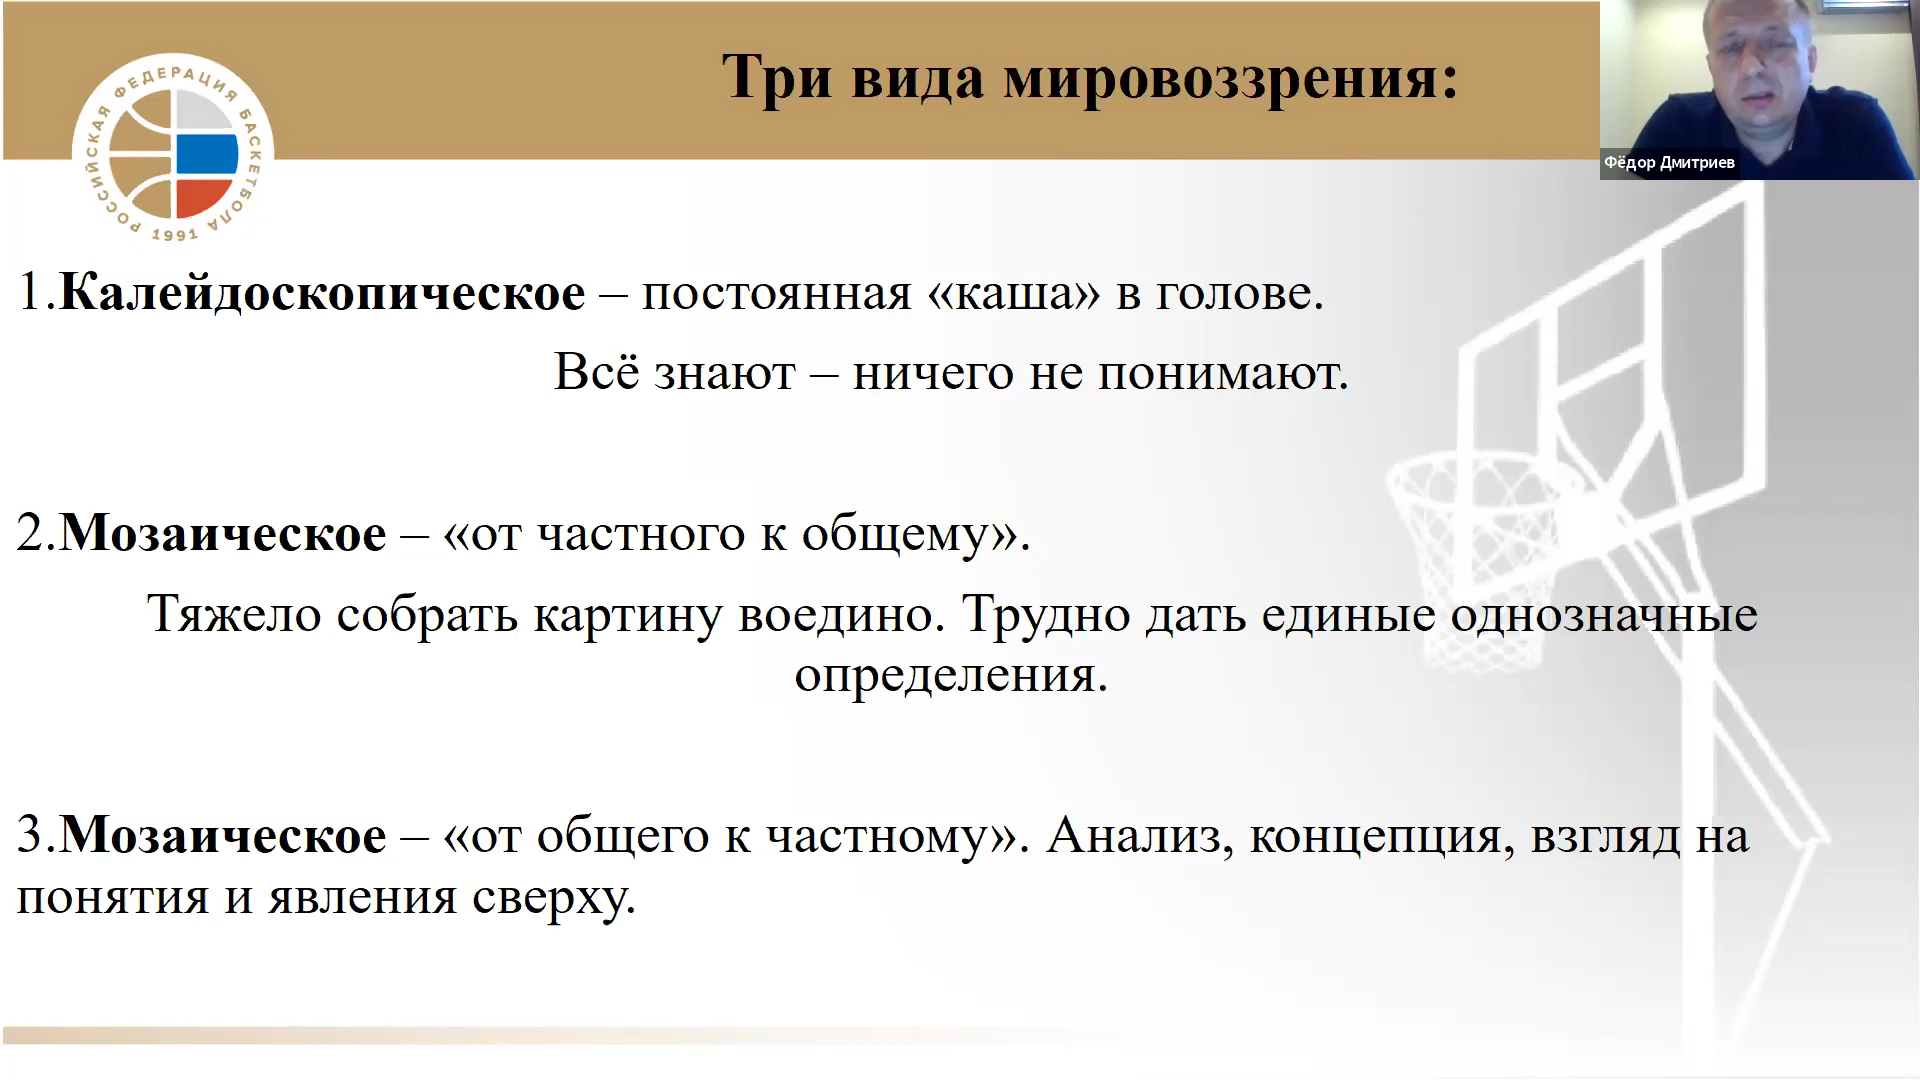 Три вида мировоззрения:
Фёдор Дмитриев
РОССИЙСКАЯ ФЕДЕРАЦИЯ БАСКЕТБОЛА
1991
1.Калейдоскопическое – постоянная «каша» в голове.
Всё знают – ничего не понимают.
2.Мозаическое – «от частного к общему».
Тяжело собрать картину воедино. Трудно дать единые однозначные
определения.
3.Мозаическое – «от общего к частному». Анализ, концепция, взгляд на
понятия и явления сверху.